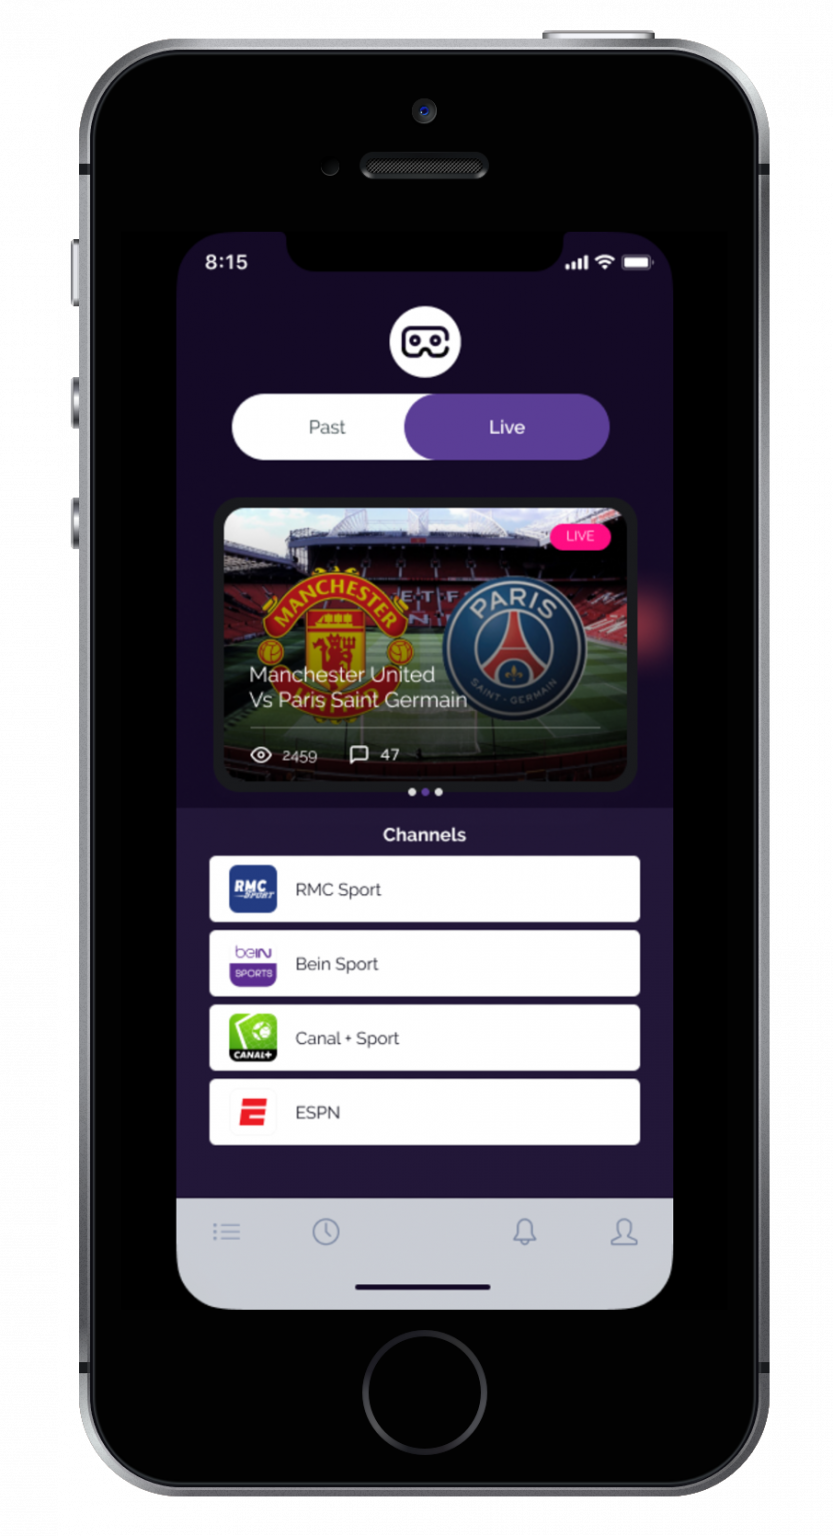 8:15
Past
Live
LIVE
MANCHESTER
UNITED
PARIS
SAINT-GERMAIN
Manchester United
Vs Paris Saint Germain
2459
47
Channels
RMC
SPORT
RMC Sport
beIN
SPORTS
Bein Sport
CANAL+
Canal + Sport
E
ESPN